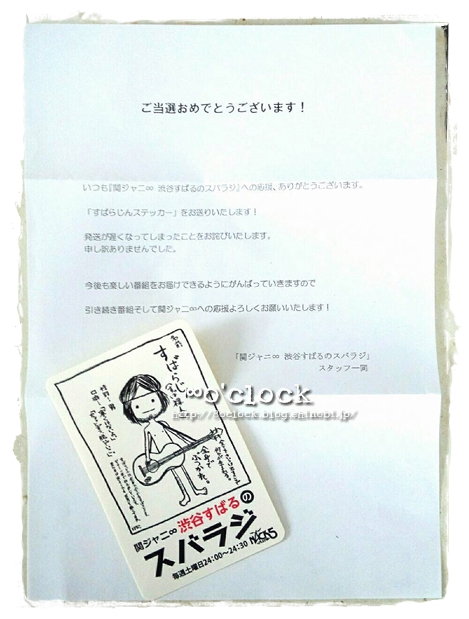 ご当選おめでとうございます！
いつも『関ジャニ∞ 渋谷すばるのスバラジ』への応援、ありがとうございます。
「すばらじんステッカー」をお送りいたします！
発送が遅くなってしまったことをお詫びいたします。
申し訳ありませんでした。
今後も楽しい番組をお届けできるようにがんばっていきますので
引き続き番組そして関ジャニ∞への応援よろしくお願いいたします！
「関ジャニ∞ 渋谷すばるのスバラジ」
スタッフ一同
名前
すばらじん
∞o'clock
関ジャニ∞ 渋谷すばるの
スバラジ
毎週土曜日24:00〜24:30
NACK5